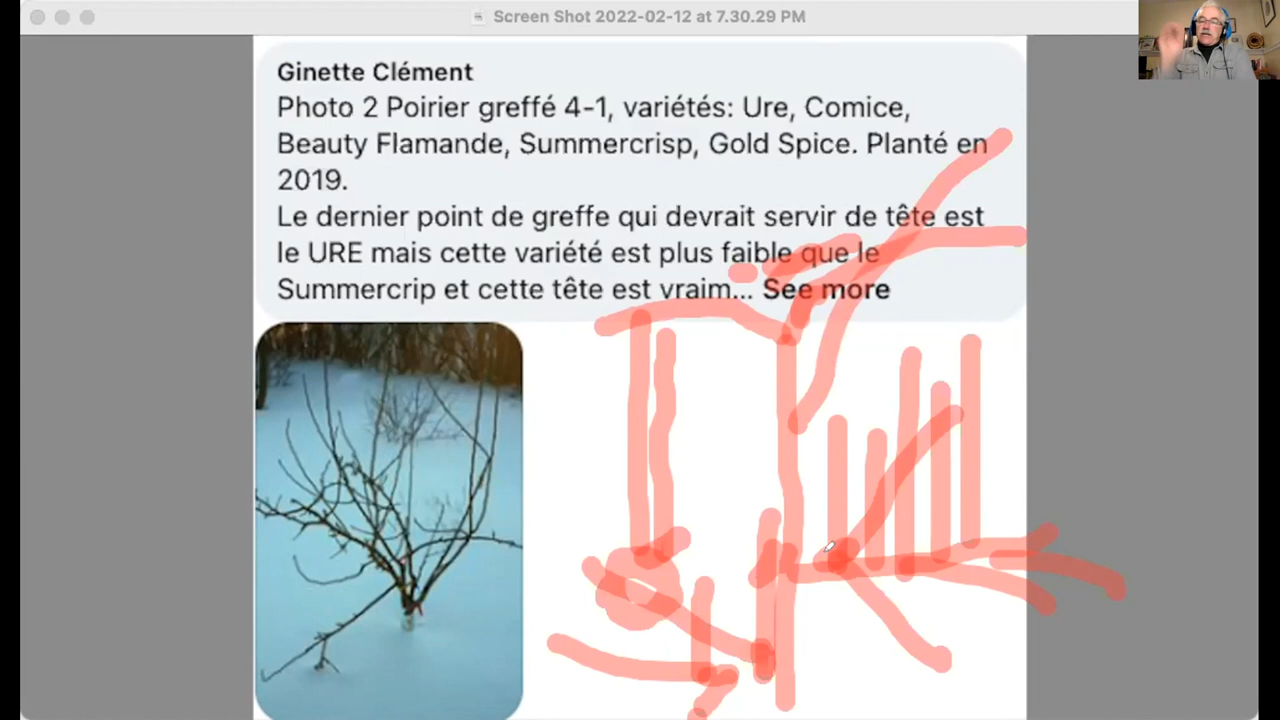 Screen Shot 2022-02-12 at 7.30.29 PM
Ginette Clément
Photo 2 Poirier greffé 4-1, variétés: Ure, Comice,
Beauty Flamande, Summercrisp, Gold Spice. Planté en
2019.
Le dernier point de greffe qui devrait servir de tête est
le URE mais cette variété est plus faible que le
Summercrip et cette tête est vraim... See more